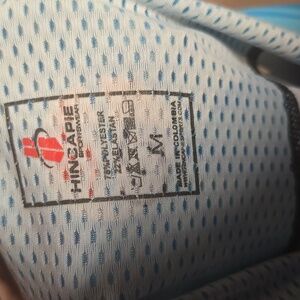 HINCAPIE
SPORTSWEAR
78%POLYESTER
22%ELASTAN
M
MADE IN COLOMBIA